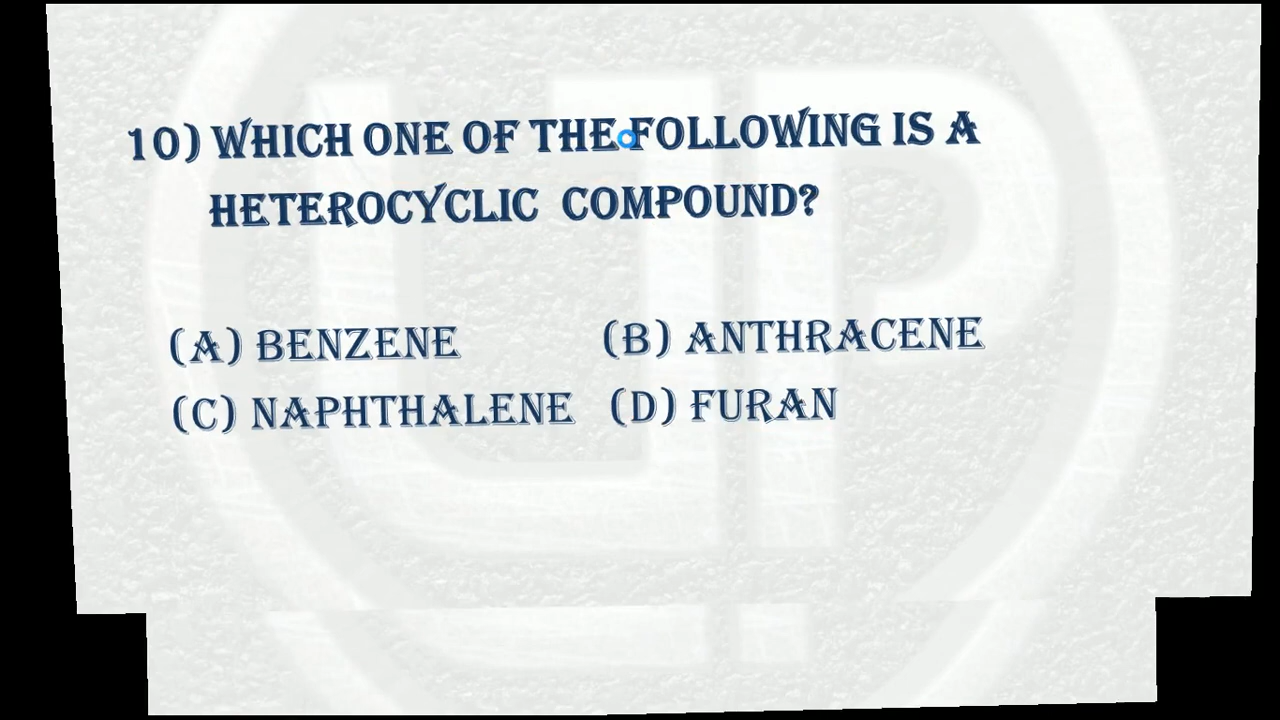 10) WHICH ONE OF THE FOLLOWING IS A
HETEROCYCLIC COMPOUND?
(A) BENZENE (B) ANTHRACENE
(C) NAPHTHALENE (D) FURAN